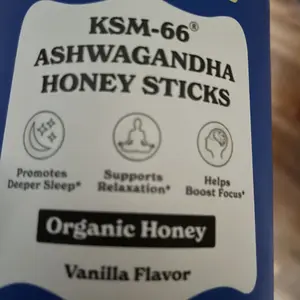 KSM-66®
ASHWAGANDHA
HONEY STICKS
Promotes
Deeper Sleep*
Supports
Relaxation*
Helps
Boost Focus*
Organic Honey
Vanilla Flavor